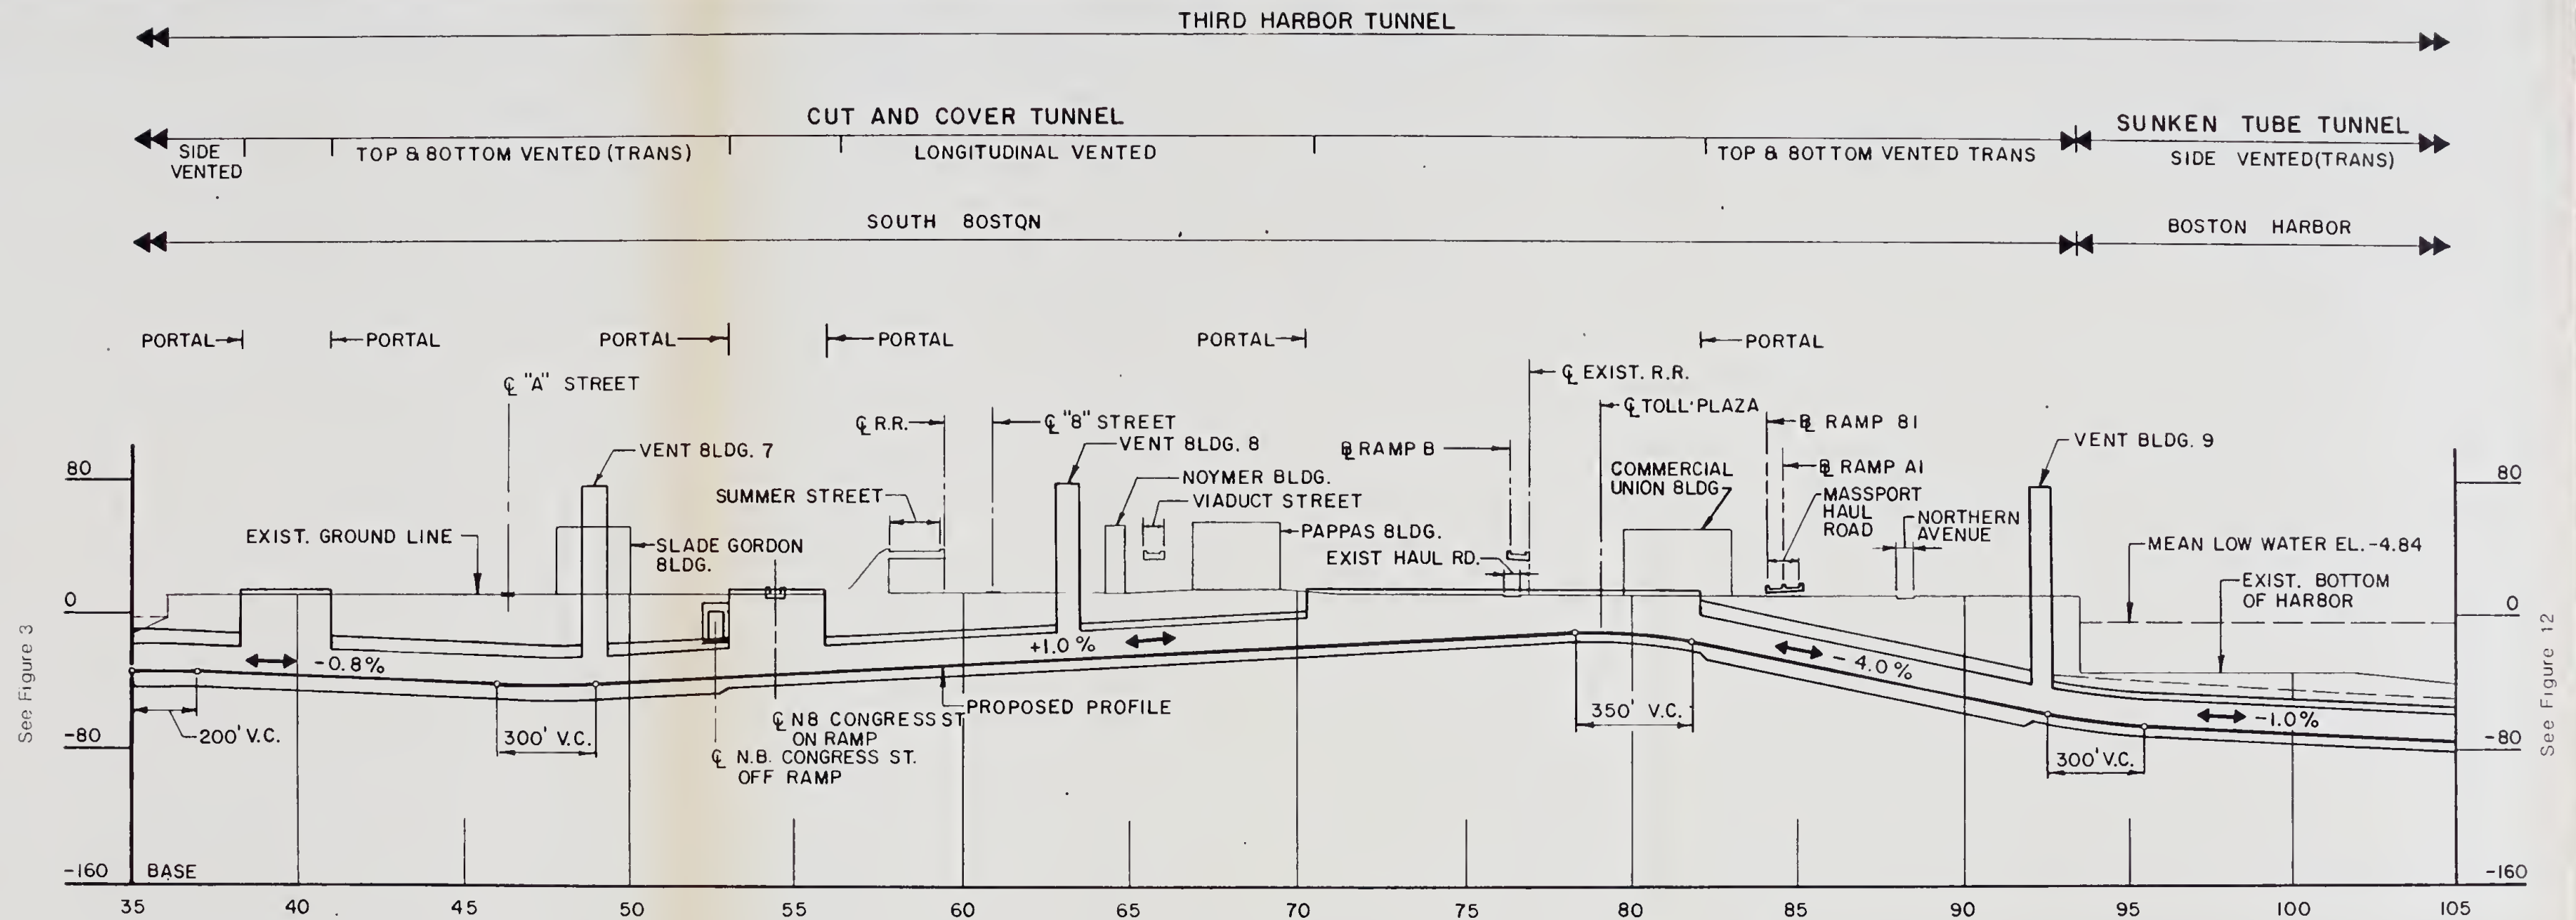 THIRD HARBOR TUNNEL
CUT AND COVER TUNNEL
SUNKEN TUBE TUNNEL
SIDE
VENTED
TOP & BOTTOM VENTED (TRANS)
LONGITUDINAL VENTED
TOP & BOTTOM VENTED TRANS
SIDE VENTED(TRANS)
SOUTH BOSTON
BOSTON HARBOR
PORTAL
PORTAL
PORTAL
PORTAL
PORTAL
PORTAL
℄ "A" STREET
℄ EXIST. R.R.
℄ TOLL PLAZA
℄ R.R.
℄ "B" STREET
BL RAMP B1
VENT BLDG. 7
VENT BLDG. 8
BL RAMP B
VENT BLDG. 9
80
SUMMER STREET
NOYMER BLDG.
VIADUCT STREET
COMMERCIAL
UNION BLDG
BL RAMP A1
MASSPORT
HAUL
ROAD
80
EXIST. GROUND LINE
SLADE GORDON
BLDG.
PAPPAS BLDG.
EXIST HAUL RD.
NORTHERN
AVENUE
MEAN LOW WATER EL.-4.84
EXIST. BOTTOM
OF HARBOR
0
0
See Figure 3
-0.8%
+1.0%
-4.0%
-1.0%
See Figure 12
200' V.C.
300' V.C.
℄ NB CONGRESS ST
ON RAMP
℄ N.B. CONGRESS ST.
OFF RAMP
PROPOSED PROFILE
350' V.C.
300' V.C.
-80
-80
-160
BASE
-160
35 40 45 50 55 60 65 70 75 80 85 90 95 100 105